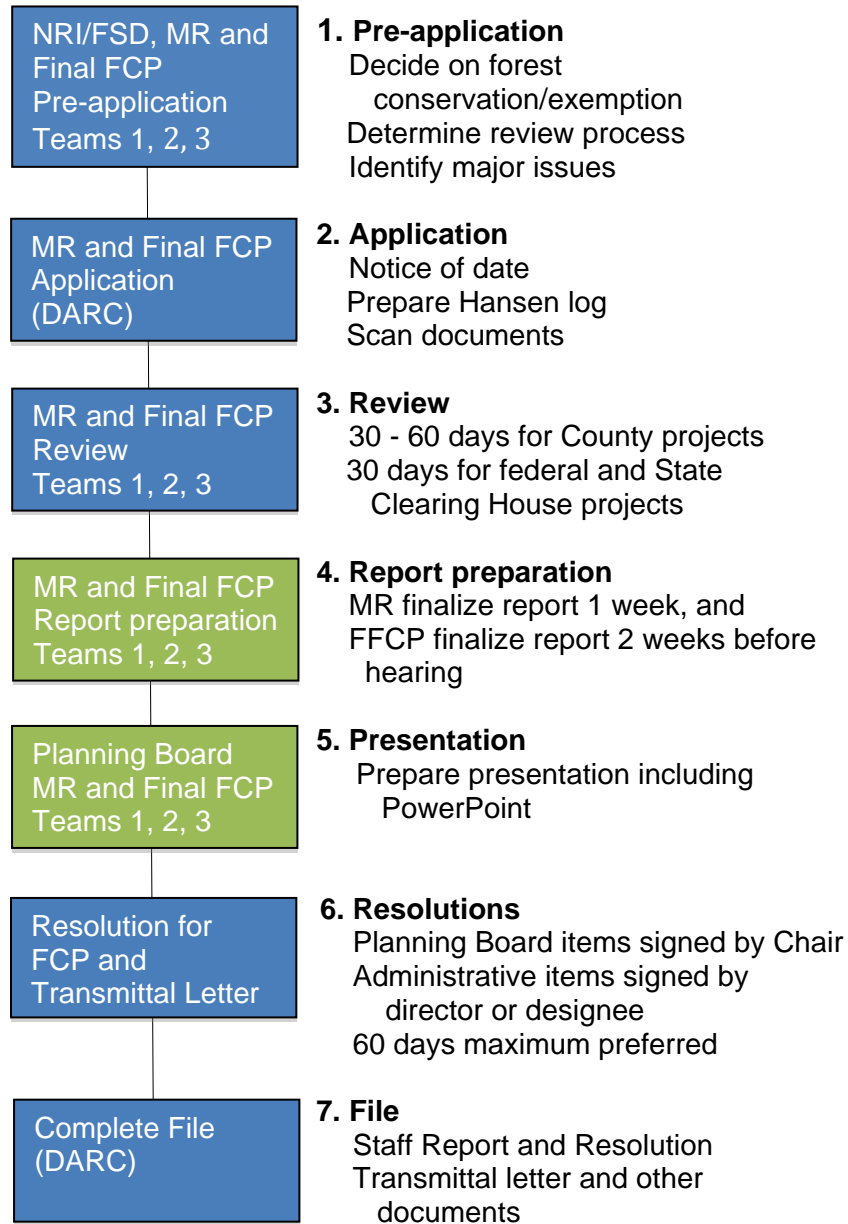 NRI/FSD, MR and
Final FCP
Pre-application
Teams 1, 2, 3
1. Pre-application
Decide on forest
conservation/exemption
Determine review process
Identify major issues
MR and Final FCP
Application
(DARC)
2. Application
Notice of date
Prepare Hansen log
Scan documents
MR and Final FCP
Review
Teams 1, 2, 3
3. Review
30 - 60 days for County projects
30 days for federal and State
Clearing House projects
MR and Final FCP
Report preparation
Teams 1, 2, 3
4. Report preparation
MR finalize report 1 week, and
FFCP finalize report 2 weeks before
hearing
Planning Board
MR and Final FCP
Teams 1, 2, 3
5. Presentation
Prepare presentation including
PowerPoint
Resolution for
FCP and
Transmittal Letter
6. Resolutions
Planning Board items signed by Chair
Administrative items signed by
director or designee
60 days maximum preferred
Complete File
(DARC)
7. File
Staff Report and Resolution
Transmittal letter and other
documents